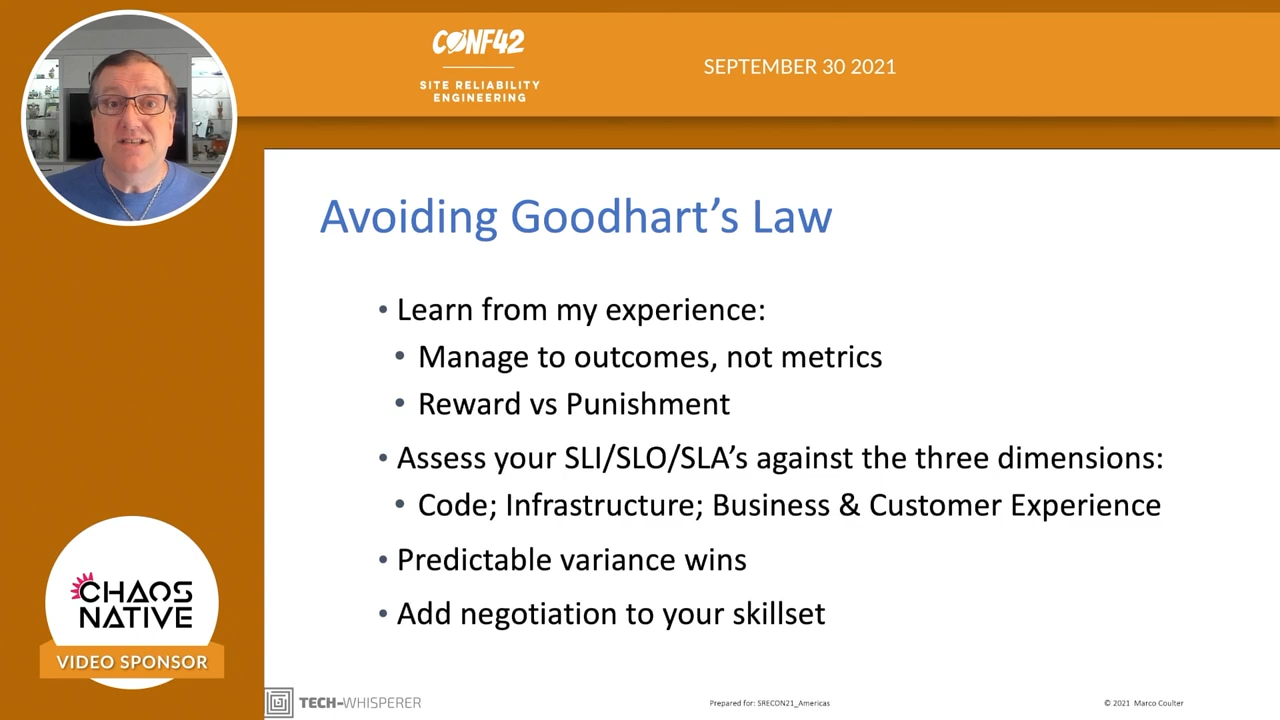 CONF42
SITE RELIABILITY
ENGINEERING
SEPTEMBER 30 2021
Avoiding Goodhart’s Law
• Learn from my experience:
• Manage to outcomes, not metrics
• Reward vs Punishment
• Assess your SLI/SLO/SLA’s against the three dimensions:
• Code; Infrastructure; Business & Customer Experience
• Predictable variance wins
• Add negotiation to your skillset
CHAOS
NATIVE
VIDEO SPONSOR
TECH-WHISPERER
Prepared for: SRECON21_Americas
© 2021 Marco Coulter